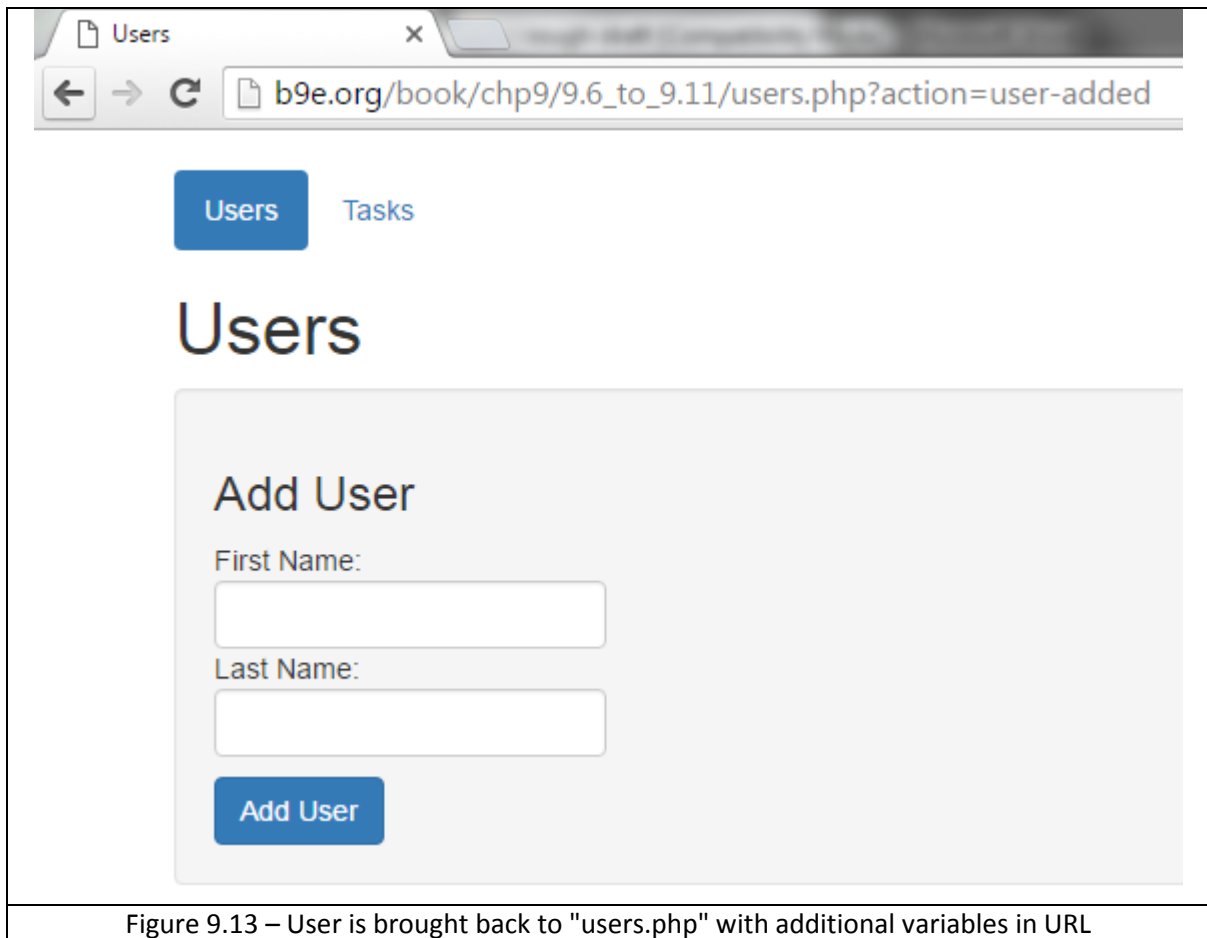 Users
b9e.org/book/chp9/9.6_to_9.11/users.php?action=user-added
Users Tasks
Users
Add User
First Name:
Last Name:
Add User
Figure 9.13 – User is brought back to "users.php" with additional variables in URL